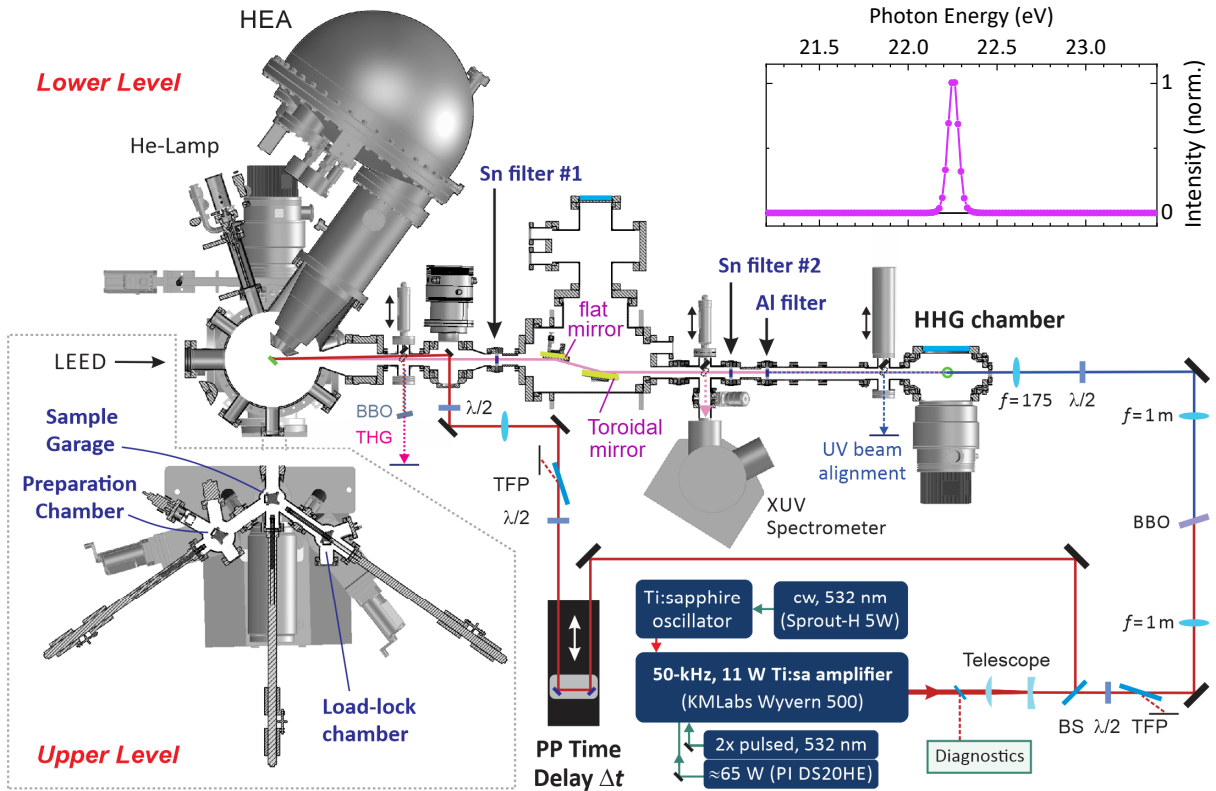 HEA
Photon Energy (eV)
21.5
22.0
22.5
23.0
Intensity (norm.)
1
0
Lower Level
He-Lamp
Sn filter #1
Sn filter #2
Al filter
flat
mirror
HHG chamber
LEED
BBO
THG
λ/2
Toroidal
mirror
f = 175
λ/2
f = 1 m
UV beam
alignment
Sample
Garage
Preparation
Chamber
TFP
λ/2
XUV
Spectrometer
BBO
Ti:sapphire
oscillator
cw, 532 nm
(Sprout-H 5W)
f = 1 m
50-kHz, 11 W Ti:sa amplifier
(KMLabs Wyvern 500)
Telescope
Load-lock
chamber
BS
λ/2
TFP
2x pulsed, 532 nm
≈65 W (PI DS20HE)
Diagnostics
Upper Level
PP Time
Delay Δt